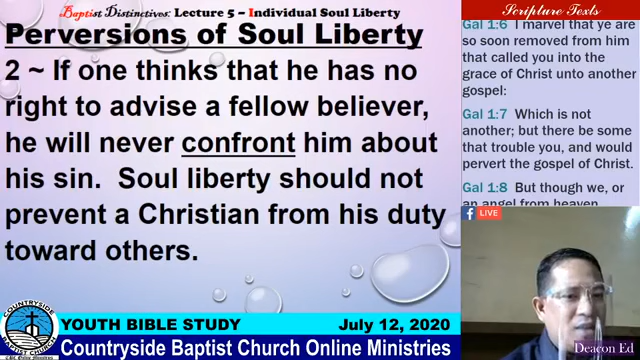 Baptist Distinctives: Lecture 5 – Individual Soul Liberty
Perversions of Soul Liberty
2 ~ If one thinks that he has no
right to advise a fellow believer,
he will never confront him about
his sin.  Soul liberty should not
prevent a Christian from his duty
toward others.
Scripture Texts
Gal 1:6  I marvel that ye are
so soon removed from him
that called you into the
grace of Christ unto another
gospel:
Gal 1:7  Which is not
another; but there be some
that trouble you, and would
pervert the gospel of Christ.
Gal 1:8  But though we, or
an angel from heaven,
f LIVE
Deacon Ed
COUNTRYSIDE
BAPTIST CHURCH
YOUTH BIBLE STUDY
July 12, 2020
Countryside Baptist Church Online Ministries